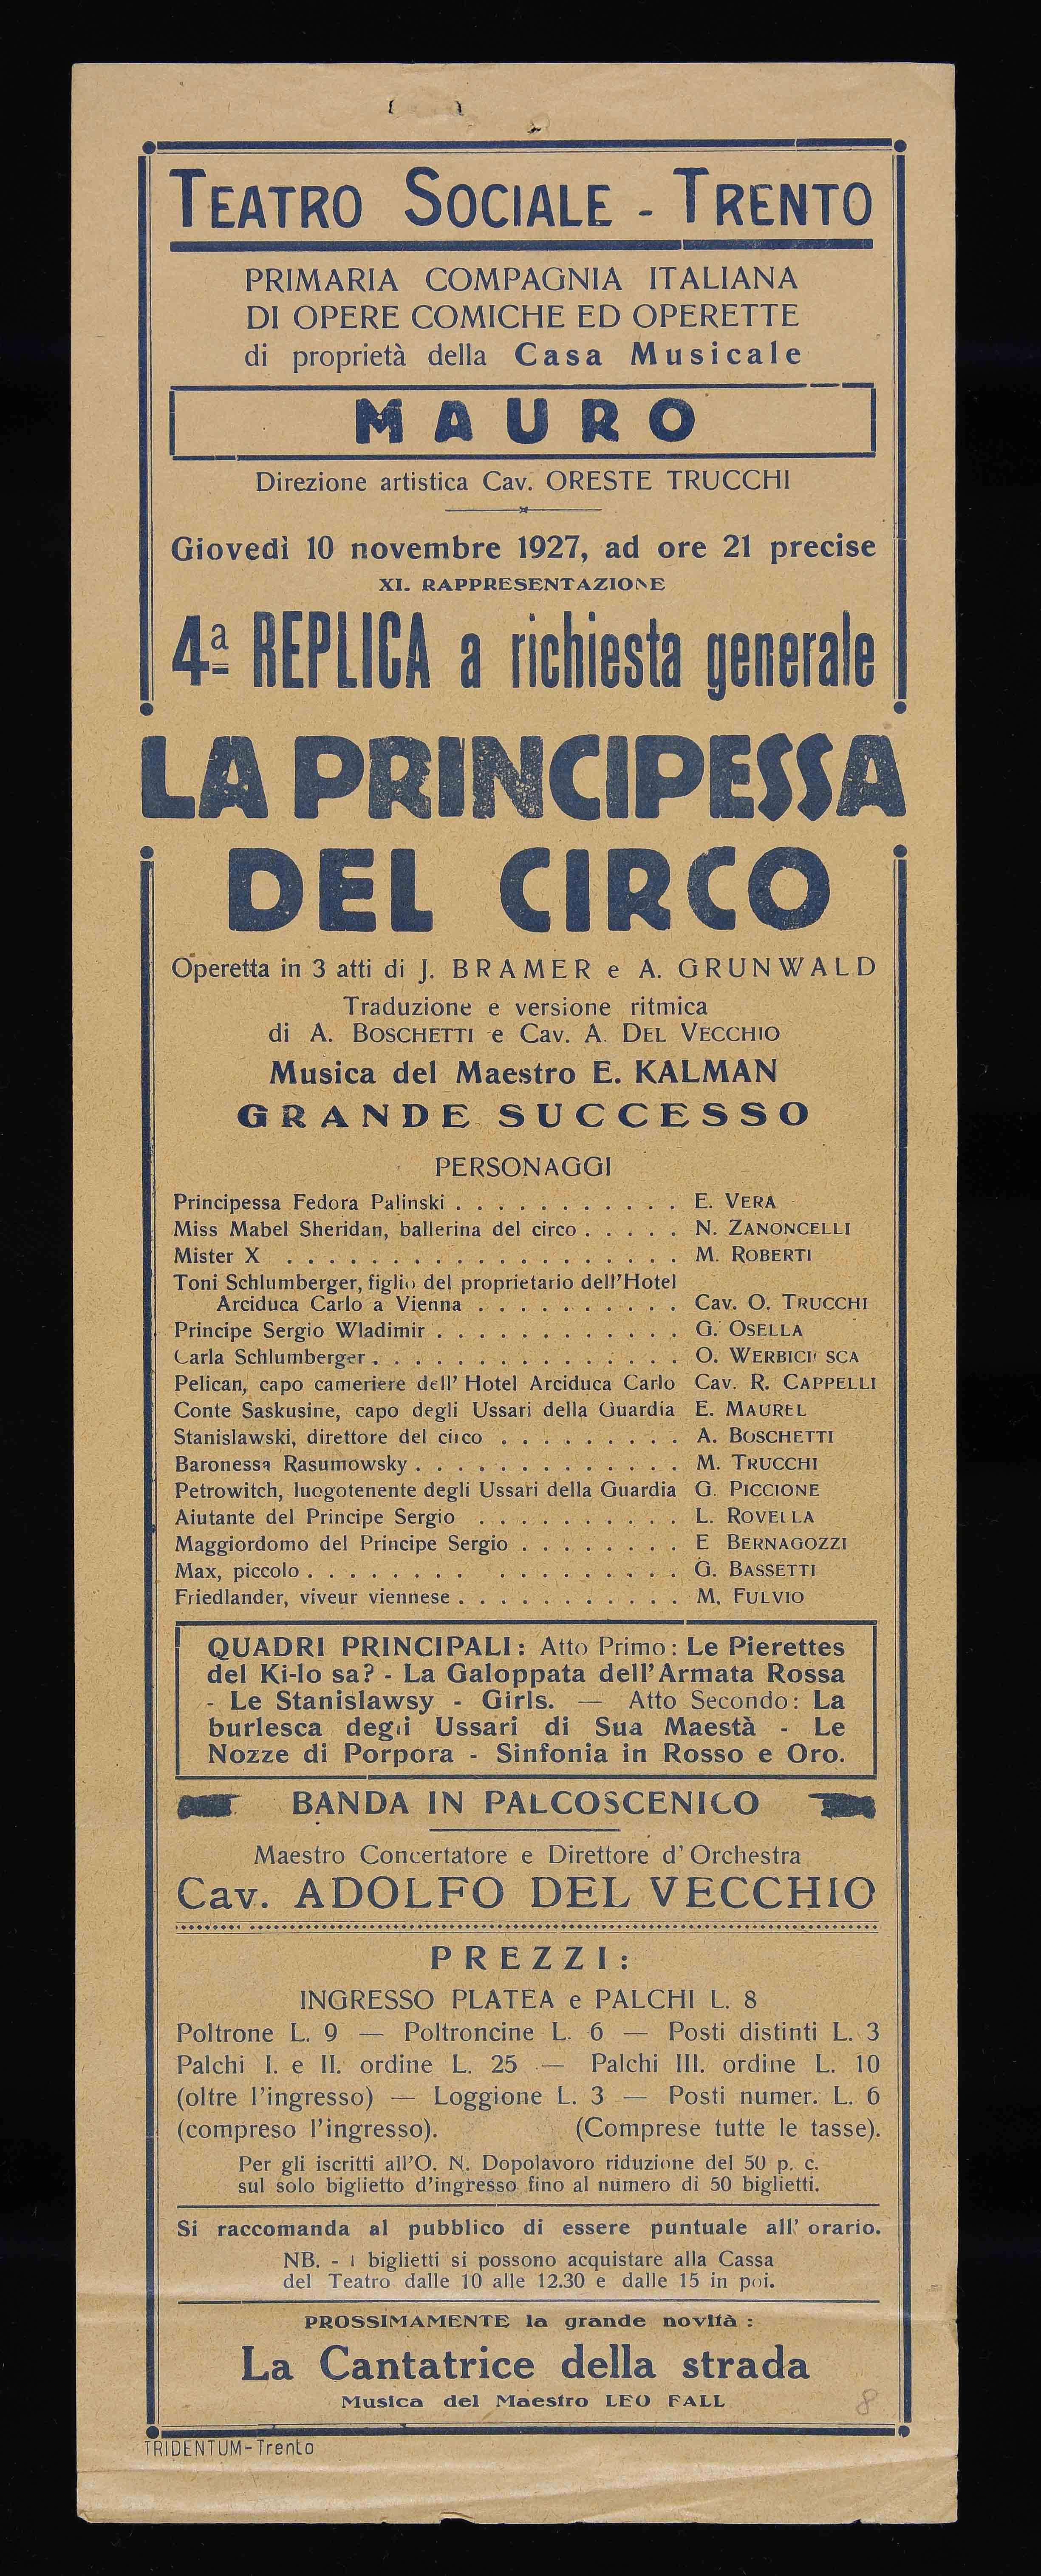 TEATRO SOCIALE - TRENTO
PRIMARIA COMPAGNIA ITALIANA
DI OPERE COMICHE ED OPERETTE
di proprietà della Casa Musicale
MAURO
Direzione artistica Cav. ORESTE TRUCCHI
Giovedì 10 novembre 1927, ad ore 21 precise
XI. RAPPRESENTAZIONE
4ª REPLICA a richiesta generale
LA PRINCIPESSA
DEL CIRCO
Operetta in 3 atti di J. BRAMER e A. GRUNWALD
Traduzione e versione ritmica
di A. BOSCHETTI e Cav. A. DEL VECCHIO
Musica del Maestro E. KALMAN
GRANDE SUCCESSO
PERSONAGGI
Principessa Fedora Palinski . . . . . . . . . . . E. VERA
Miss Mabel Sheridan, ballerina del circo . . . . . N. ZANONCELLI
Mister X . . . . . . . . . . . . . . . . . . . M. ROBERTI
Toni Schlumberger, figlio del proprietario dell'Hotel
Arciduca Carlo a Vienna . . . . . . . . . . Cav. O. TRUCCHI
Principe Sergio Wladimir . . . . . . . . . . . . G. OSELLA
Carla Schlumberger . . . . . . . . . . . . . . . O.
Pelican, capo cameriere dell' Hotel Arciduca Carlo Cav. R. CAPPELLI
Conte Saskusine, capo degli Ussari della Guardia E. MAUREL
Stanislawski, direttore del circo . . . . . . . . . A. BOSCHETTI
Baronessa Rasumowsky . . . . . . . . . . . . . M. TRUCCHI
Petrowitch, luogotenente degli Ussari della Guardia G. PICCIONE
Aiutante del Principe Sergio . . . . . . . . . . L. ROVELLA
Maggiordomo del Principe Sergio . . . . . . . . E BERNAGOZZI
Max, piccolo . . . . . . . . . . . . . . . . . G. BASSETTI
Friedlander, viveur viennese . . . . . . . . . . . M. FULVIO
QUADRI PRINCIPALI: Atto Primo: Le Pierettes
del Ki-lo sa? - La Galoppata dell'Armata Rossa
- Le Stanislawsy - Girls. — Atto Secondo: La
burlesca degli Ussari di Sua Maestà - Le
Nozze di Porpora - Sinfonia in Rosso e Oro.
BANDA IN PALCOSCENICO
Maestro Concertatore e Direttore d' Orchestra
Cav. ADOLFO DEL VECCHIO
PREZZI:
INGRESSO PLATEA e PALCHI L. 8
Poltrone L. 9 — Poltroncine L. 6 — Posti distinti L. 3
Palchi I. e II. ordine L. 25 — Palchi III. ordine L. 10
(oltre l'ingresso) — Loggione L. 3 — Posti numer. L. 6
(compreso l'ingresso). (Comprese tutte le tasse).
Per gli iscritti all'O. N. Dopolavoro riduzione del 50 p. c.
sul solo biglietto d'ingresso fino al numero di 50 biglietti.
Si raccomanda al pubblico di essere puntuale all' orario.
NB. - I biglietti si possono acquistare alla Cassa
del Teatro dalle 10 alle 12.30 e dalle 15 in poi.
PROSSIMAMENTE la grande novità :
La Cantatrice della strada
Musica del Maestro LEO FALL
8
TRIDENTUM - Trento